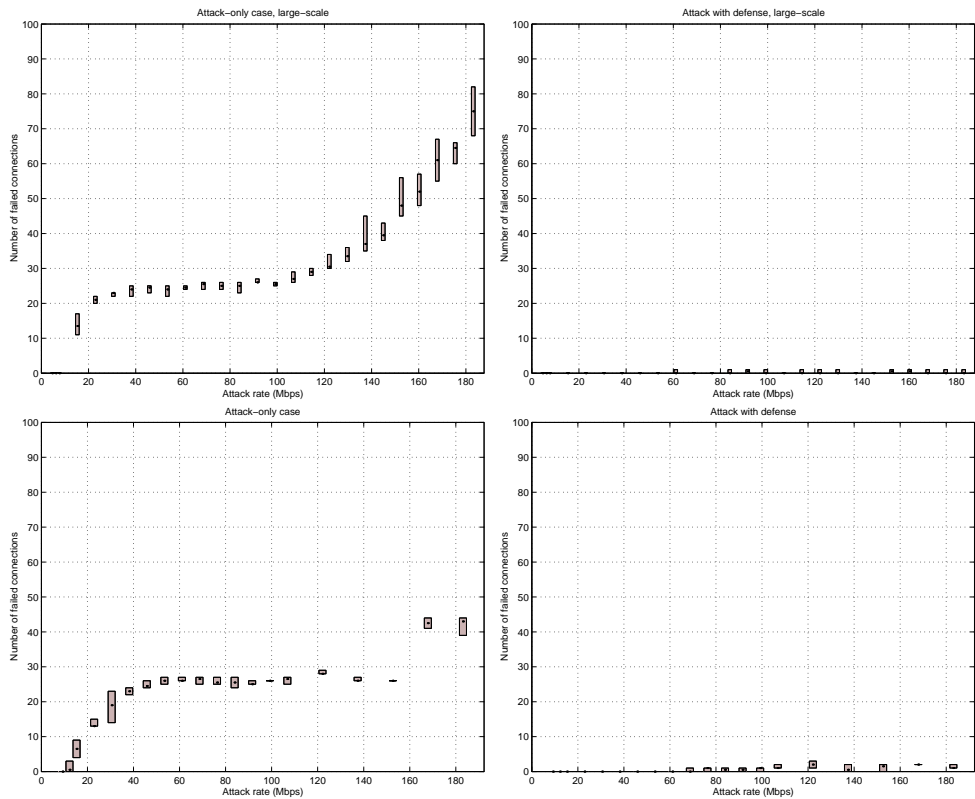 Attack−only case, large−scale
100
90
80
70
60
50
40
30
20
10
0
Number of failed connections
0 20 40 60 80 100 120 140 160 180
Attack rate (Mbps)
Attack with defense, large−scale
100
90
80
70
60
50
40
30
20
10
0
Number of failed connections
0 20 40 60 80 100 120 140 160 180
Attack rate (Mbps)
Attack−only case
100
90
80
70
60
50
40
30
20
10
0
Number of failed connections
0 20 40 60 80 100 120 140 160 180
Attack rate (Mbps)
Attack with defense
100
90
80
70
60
50
40
30
20
10
0
Number of failed connections
0 20 40 60 80 100 120 140 160 180
Attack rate (Mbps)